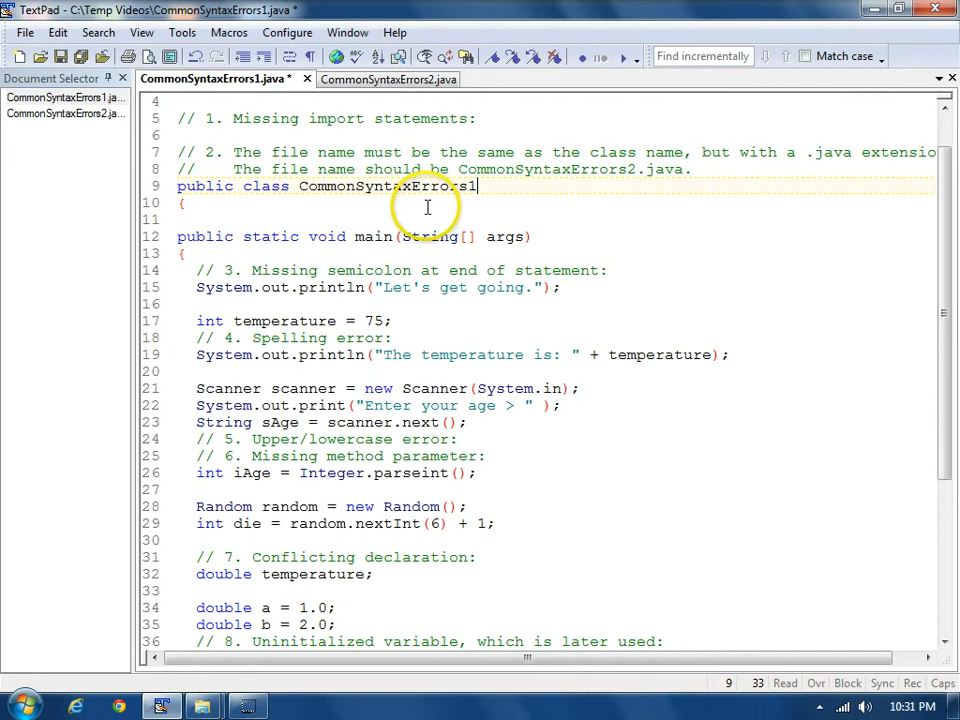 TextPad - C:\Temp Videos\CommonSyntaxErrors1.java *
File Edit Search View Tools Macros Configure Window Help
Find incrementally Match case
Document Selector CommonSyntaxErrors1.java * CommonSyntaxErrors2.java
CommonSyntaxErrors1.ja...
CommonSyntaxErrors2.ja...
4
5 // 1. Missing import statements:
6
7 // 2. The file name must be the same as the class name, but with a .java extensio
8 // The file name should be CommonSyntaxErrors2.java.
9 public class CommonSyntaxErrors1
10 {
11
12 public static void main(String[] args)
13 {
14 // 3. Missing semicolon at end of statement:
15 System.out.println("Let's get going.");
16
17 int temperature = 75;
18 // 4. Spelling error:
19 System.out.println("The temperature is: " + temperature);
20
21 Scanner scanner = new Scanner(System.in);
22 System.out.print("Enter your age > " );
23 String sAge = scanner.next();
24 // 5. Upper/lowercase error:
25 // 6. Missing method parameter:
26 int iAge = Integer.parseint();
27
28 Random random = new Random();
29 int die = random.nextInt(6) + 1;
30
31 // 7. Conflicting declaration:
32 double temperature;
33
34 double a = 1.0;
35 double b = 2.0;
36 // 8. Uninitialized variable, which is later used:
9 33 Read Ovr Block Sync Rec Caps
10:31 PM